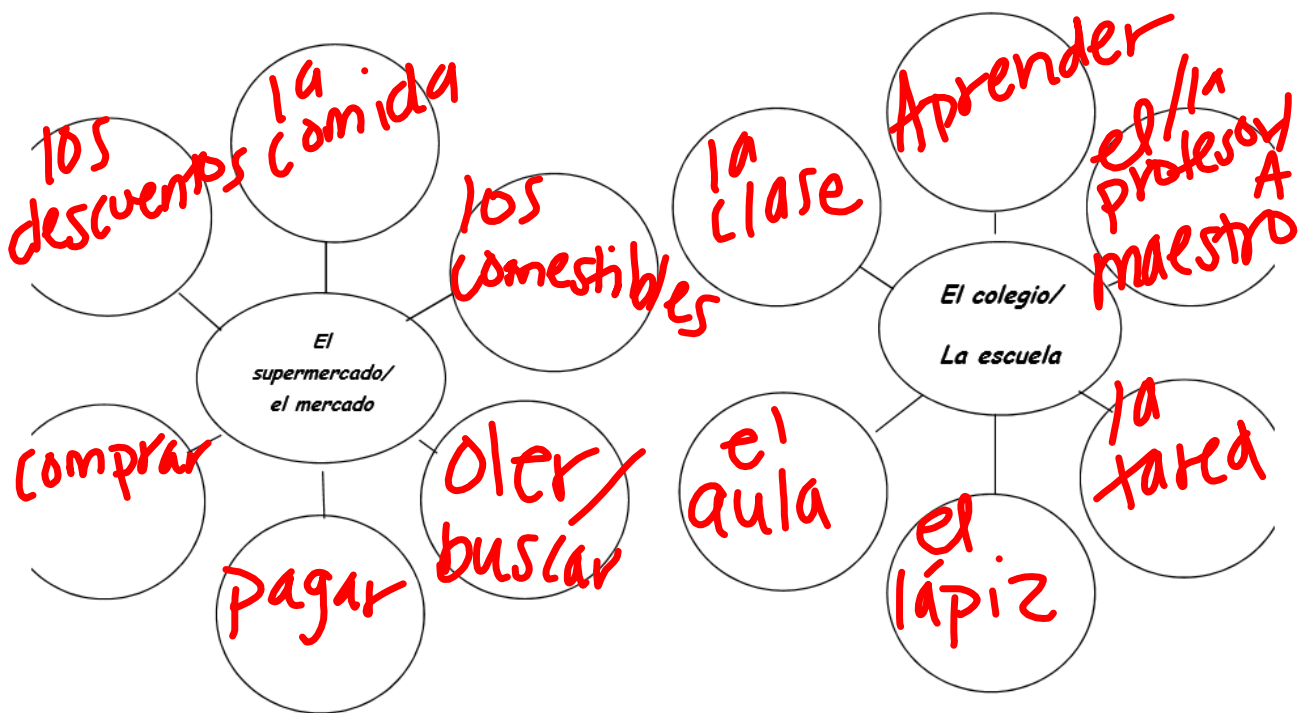 la
comida
los
descuentos
los
comestibles
El
supermercado/
el mercado
comprar
pagar
Oler/
buscar
Aprender
la
clase
el/la
profesor/
A
maestro
El colegio/
La escuela
el
aula
el
lápiz
la
tarea